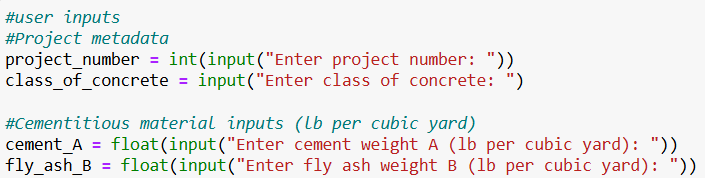 #user inputs
#Project metadata
project_number = int(input("Enter project number: "))
class_of_concrete = input("Enter class of concrete: ")
#Cementitious material inputs (lb per cubic yard)
cement_A = float(input("Enter cement weight A (lb per cubic yard): "))
fly_ash_B = float(input("Enter fly ash weight B (lb per cubic yard): "))